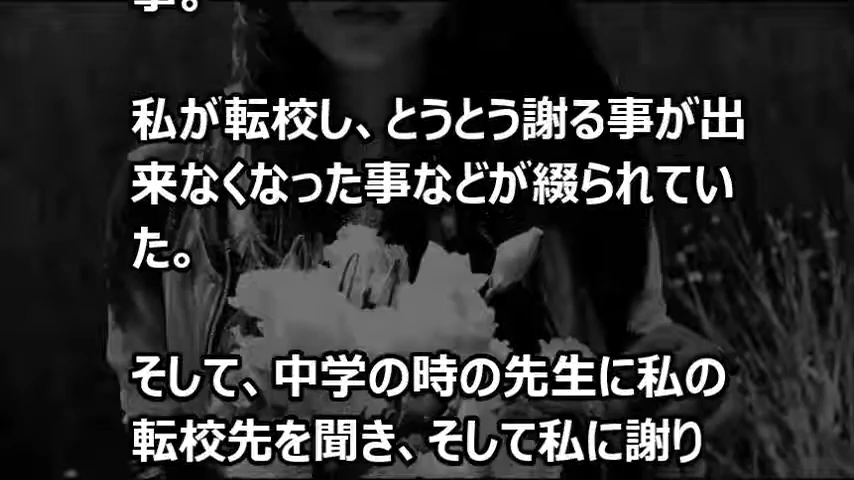 事。
私が転校し、とうとう謝る事が出
来なくなった事などが綴られてい
た。
そして、中学の時の先生に私の
転校先を聞き、そして私に謝り